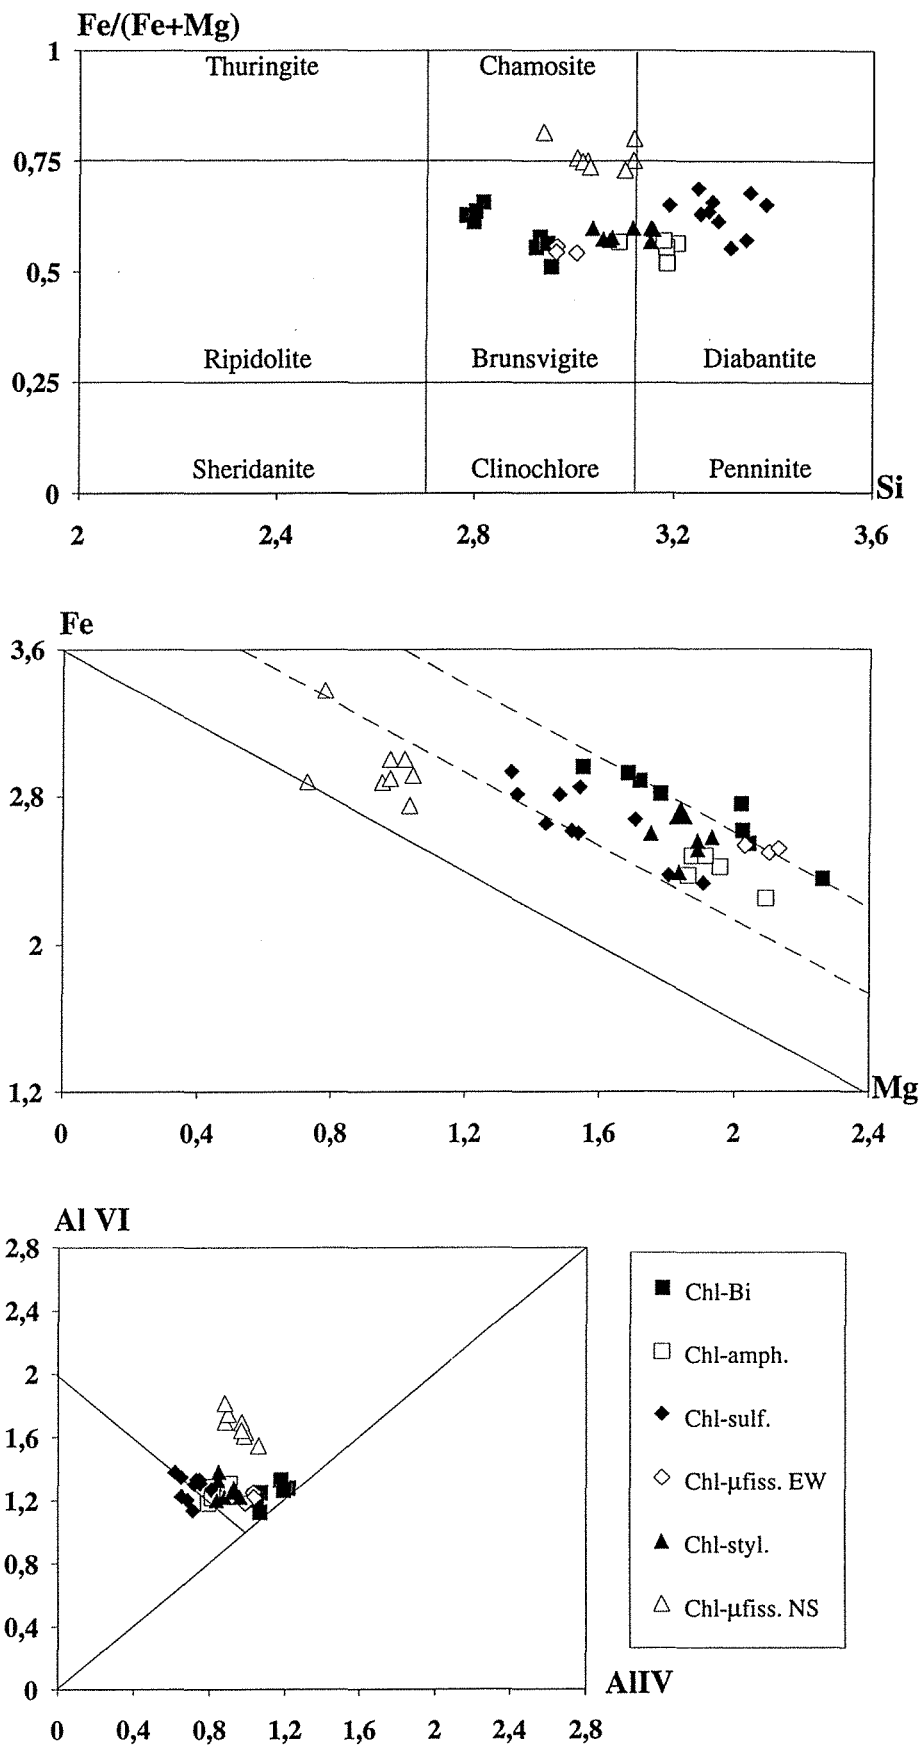 Fe/(Fe+Mg)
1
Thuringite Chamosite
0,75
0,5
Ripidolite Brunsvigite Diabantite
0,25
Sheridanite Clinochlore Penninite
0 Si
2 2,4 2,8 3,2 3,6
Fe
3,6
2,8
2
1,2 Mg
0 0,4 0,8 1,2 1,6 2 2,4
Al VI
2,8
2,4
2
1,6
1,2
0,8
0,4
0
0 0,4 0,8 1,2 1,6 2 2,4 2,8
AlIV
Chl-Bi
Chl-amph.
Chl-sulf.
Chl-μfiss. EW
Chl-styl.
Chl-μfiss. NS